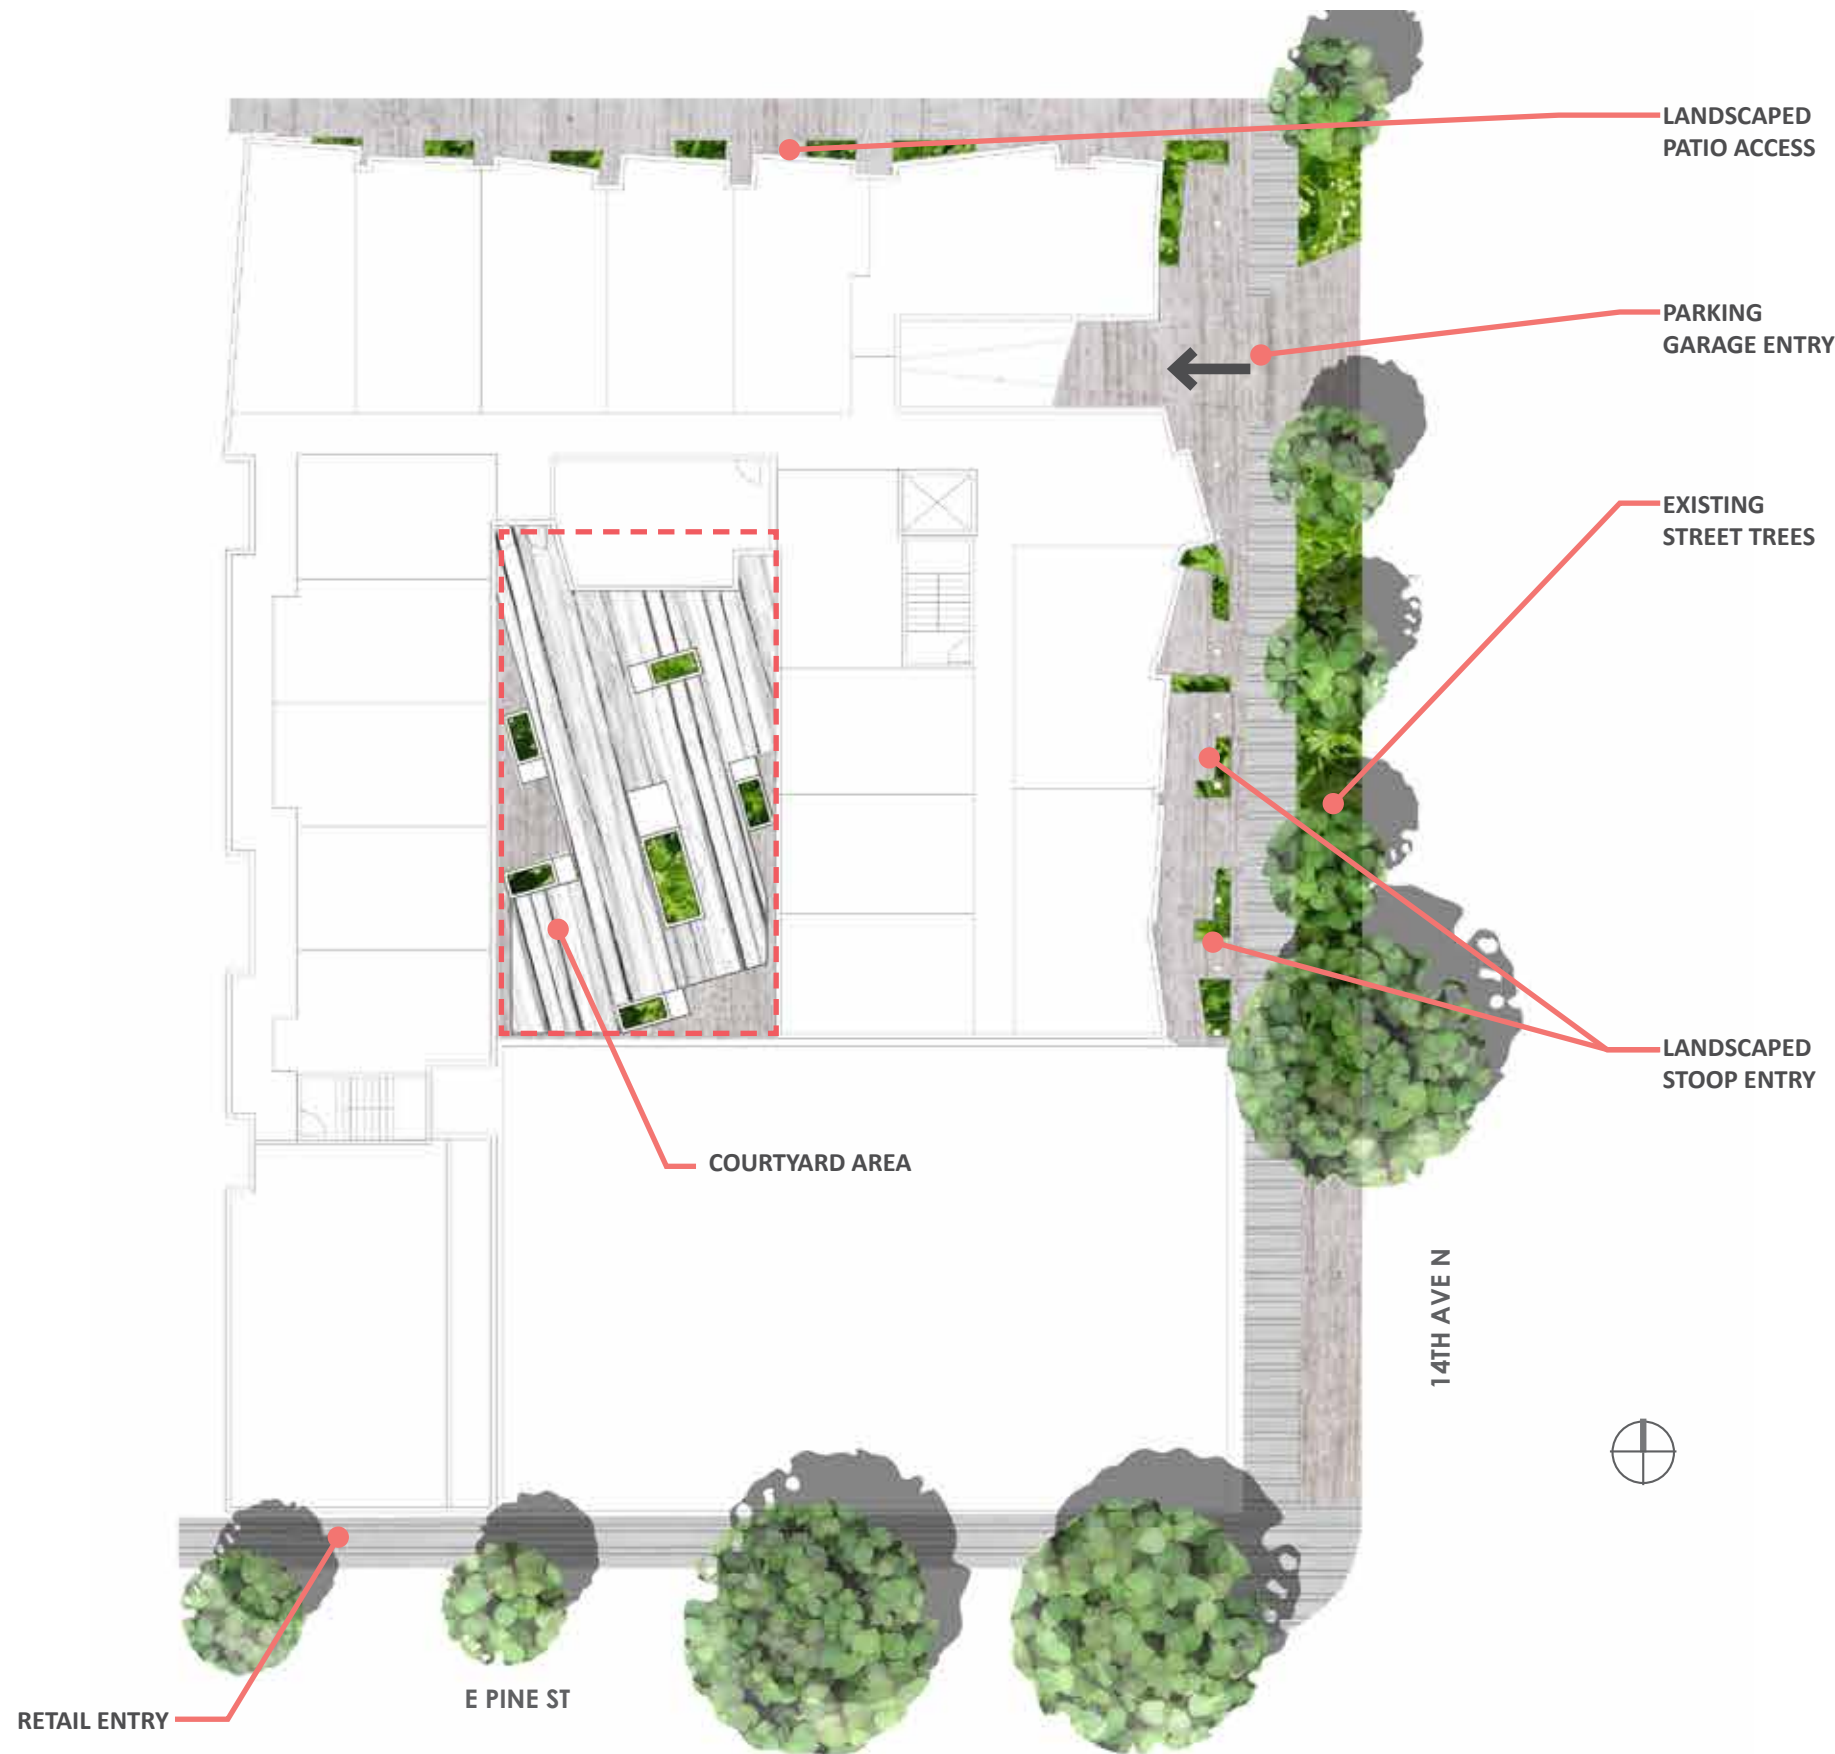 LANDSCAPED
PATIO ACCESS
PARKING
GARAGE ENTRY
EXISTING
STREET TREES
LANDSCAPED
STOOP ENTRY
COURTYARD AREA
14TH AVE N
E PINE ST
RETAIL ENTRY